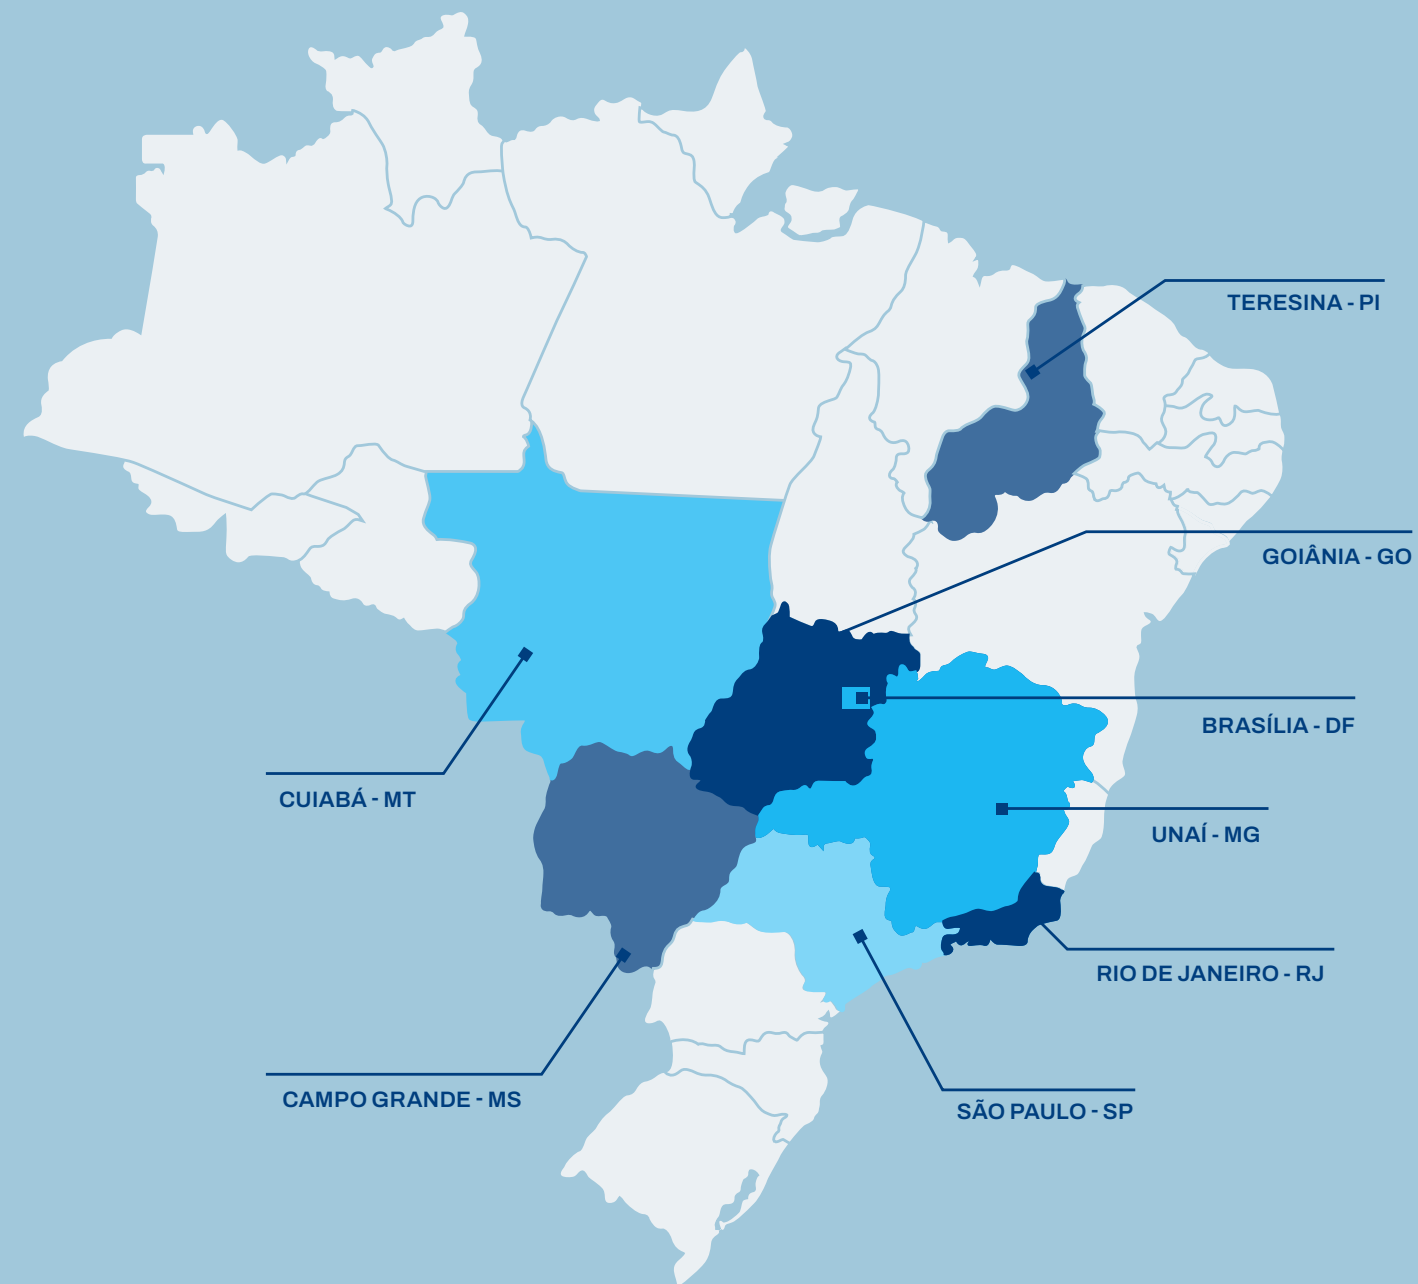 TERESINA - PI
GOIÂNIA - GO
BRASÍLIA - DF
CUIABÁ - MT
UNAÍ - MG
RIO DE JANEIRO - RJ
CAMPO GRANDE - MS
SÃO PAULO - SP